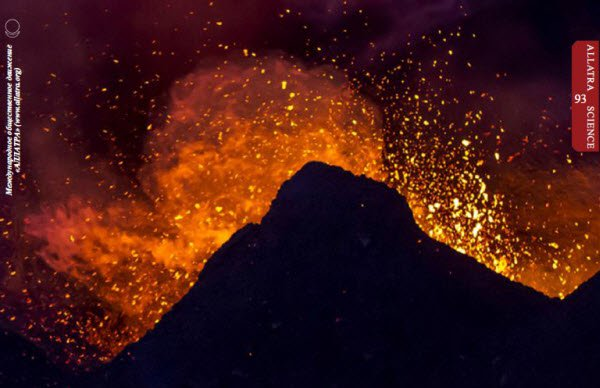 Международное общественное движение
«АЛЛАТРА» (www.allatra.org)
ALLATRA SCIENCE
93